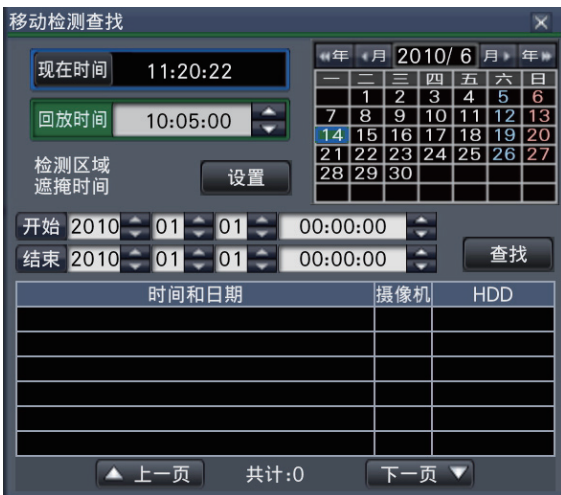 移动检测查找
现在时间 11:20:22
回放时间 10:05:00
检测区域
遮掩时间
设置
年 月 2010/ 6 月 年
一 二 三 四 五 六 日
1 2 3 4 5 6
7 8 9 10 11 12 13
14 15 16 17 18 19 20
21 22 23 24 25 26 27
28 29 30
开始 2010 01 01 00:00:00
结束 2010 01 01 00:00:00
查找
时间和日期 摄像机 HDD
上一页 共计:0 下一页